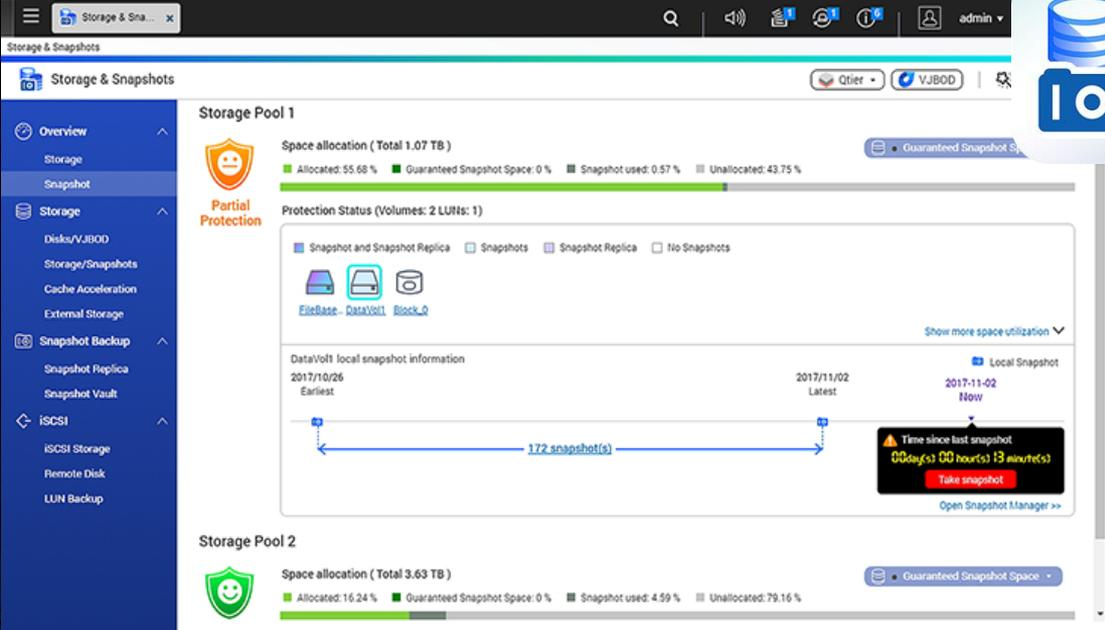 Storage & Sna... x
1
1
6
admin
Storage & Snapshots
Storage & Snapshots
Qtier
VJBOD
Overview
Storage
Snapshot
Storage
Disks/VJBOD
Storage/Snapshots
Cache Acceleration
External Storage
Snapshot Backup
Snapshot Replica
Snapshot Vault
iSCSI
iSCSI Storage
Remote Disk
LUN Backup
Storage Pool 1
Partial
Protection
Space allocation ( Total 1.07 TB )
Guaranteed Snapshot Sp
Allocated: 55.68 % Guaranteed Snapshot Space: 0 % Snapshot used: 0.57 % Unallocated: 43.75 %
Protection Status (Volumes: 2 LUNs: 1)
Snapshot and Snapshot Replica Snapshots Snapshot Replica No Snapshots
FileBase... DataVol1 Block_0
Show more space utilization
DataVol1 local snapshot information
Local Snapshot
2017/10/26
Earliest
2017/11/02
Latest
2017-11-02
Now
172 snapshot(s)
Time since last snapshot
00day(s) 00 hour(s) 13 minute(s)
Take snapshot
Open Snapshot Manager >>
Storage Pool 2
Space allocation ( Total 3.63 TB )
Guaranteed Snapshot Space
Allocated: 16.24 % Guaranteed Snapshot Space: 0 % Snapshot used: 4.59 % Unallocated: 79.16 %